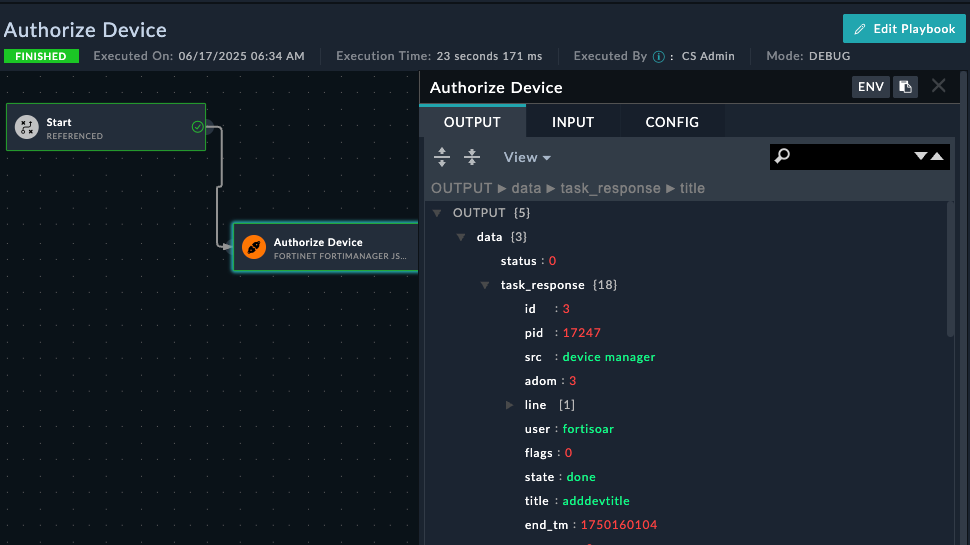 Authorize Device
Edit Playbook
FINISHED Executed On: 06/17/2025 06:34 AM Execution Time: 23 seconds 171 ms Executed By : CS Admin Mode: DEBUG
Start
REFERENCED
Authorize Device
FORTINET FORTIMANAGER JS...
Authorize Device
ENV
OUTPUT INPUT CONFIG
View
OUTPUT ▶ data ▶ task_response ▶ title
OUTPUT {5}
data {3}
status : 0
task_response {18}
id : 3
pid : 17247
src : device manager
adom : 3
line [1]
user : fortisoar
flags : 0
state : done
title : adddevtitle
end_tm : 1750160104